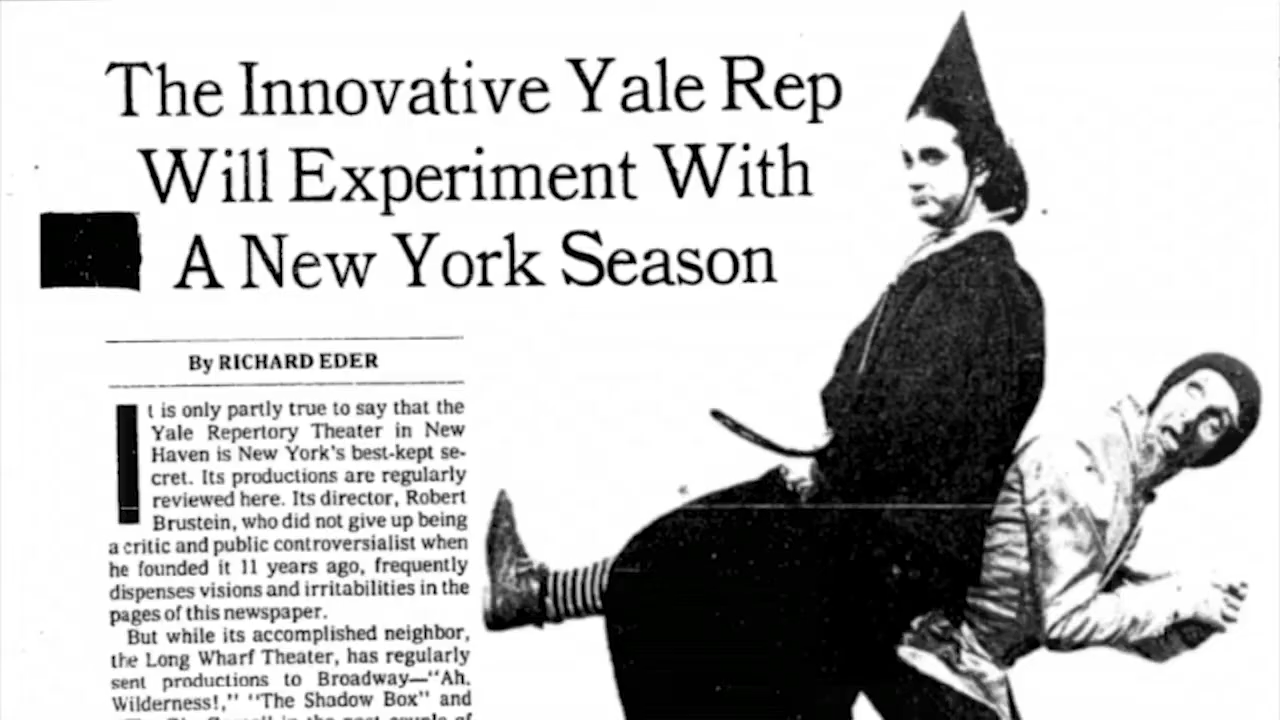 The Innovative Yale Rep
Will Experiment With
A New York Season
By RICHARD EDER
It is only partly true to say that the
Yale Repertory Theater in New
Haven is New York's best-kept se-
cret. Its productions are regularly
reviewed here. Its director, Robert
Brustein, who did not give up being
a critic and public controversialist when
he founded it 11 years ago, frequently
dispenses visions and irritabilities in the
pages of this newspaper.
But while its accomplished neighbor,
the Long Wharf Theater, has regularly
sent productions to Broadway—"Ah,
Wilderness!," "The Shadow Box" and